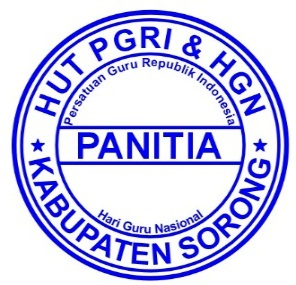 HUT PGRI & HGN
Persatuan Guru Republik Indonesia
PANITIA
Hari Guru Nasional
KABUPATEN SORONG